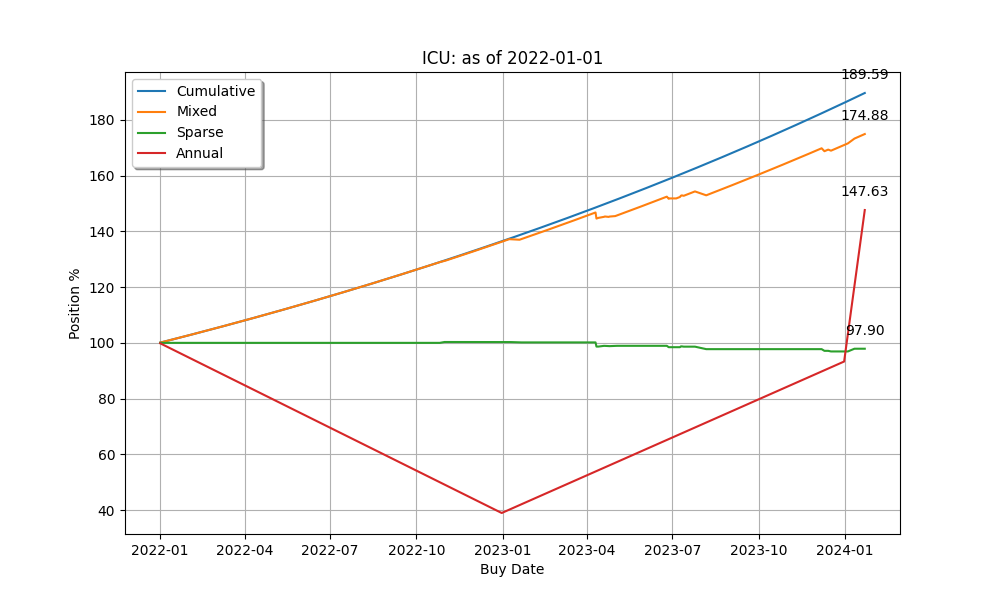 ICU: as of 2022-01-01
Cumulative
Mixed
Sparse
Annual
189.59
174.88
147.63
97.90
Position %
180
160
140
120
100
80
60
40
2022-01 2022-04 2022-07 2022-10 2023-01 2023-04 2023-07 2023-10 2024-01
Buy Date